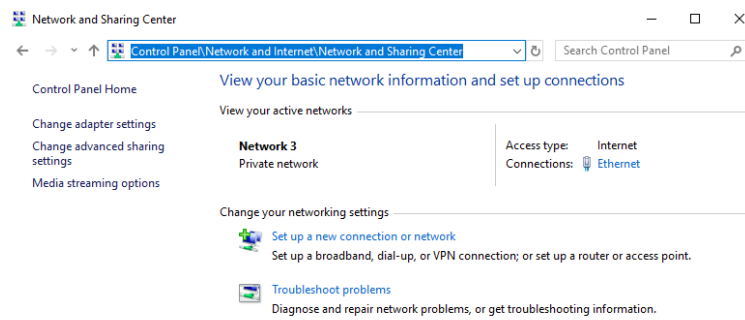 Network and Sharing Center
Control Panel\Network and Internet\Network and Sharing Center
Search Control Panel
Control Panel Home
Change adapter settings
Change advanced sharing
settings
Media streaming options
View your basic network information and set up connections
View your active networks
Network 3
Private network
Access type: Internet
Connections: Ethernet
Change your networking settings
Set up a new connection or network
Set up a broadband, dial-up, or VPN connection; or set up a router or access point.
Troubleshoot problems
Diagnose and repair network problems, or get troubleshooting information.